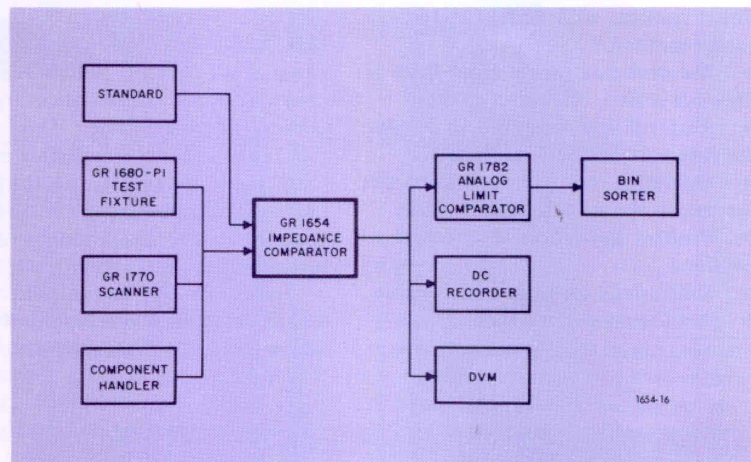 STANDARD
GR 1680-P1
TEST
FIXTURE
GR 1770
SCANNER
COMPONENT
HANDLER
GR 1654
IMPEDANCE
COMPARATOR
GR 1782
ANALOG
LIMIT
COMPARATOR
BIN
SORTER
DC
RECORDER
DVM
1654-16